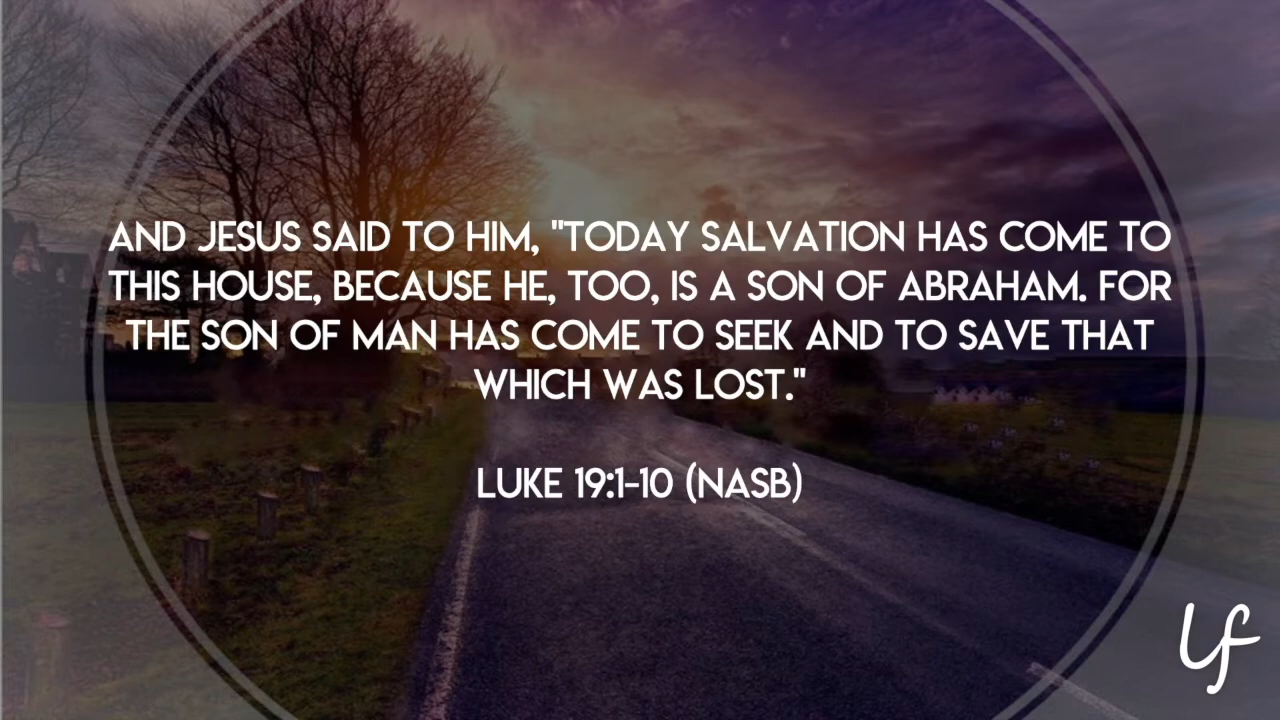 AND JESUS SAID TO HIM, "TODAY SALVATION HAS COME TO
THIS HOUSE, BECAUSE HE, TOO, IS A SON OF ABRAHAM. FOR
THE SON OF MAN HAS COME TO SEEK AND TO SAVE THAT
WHICH WAS LOST."
LUKE 19:1-10 (NASB)
lf